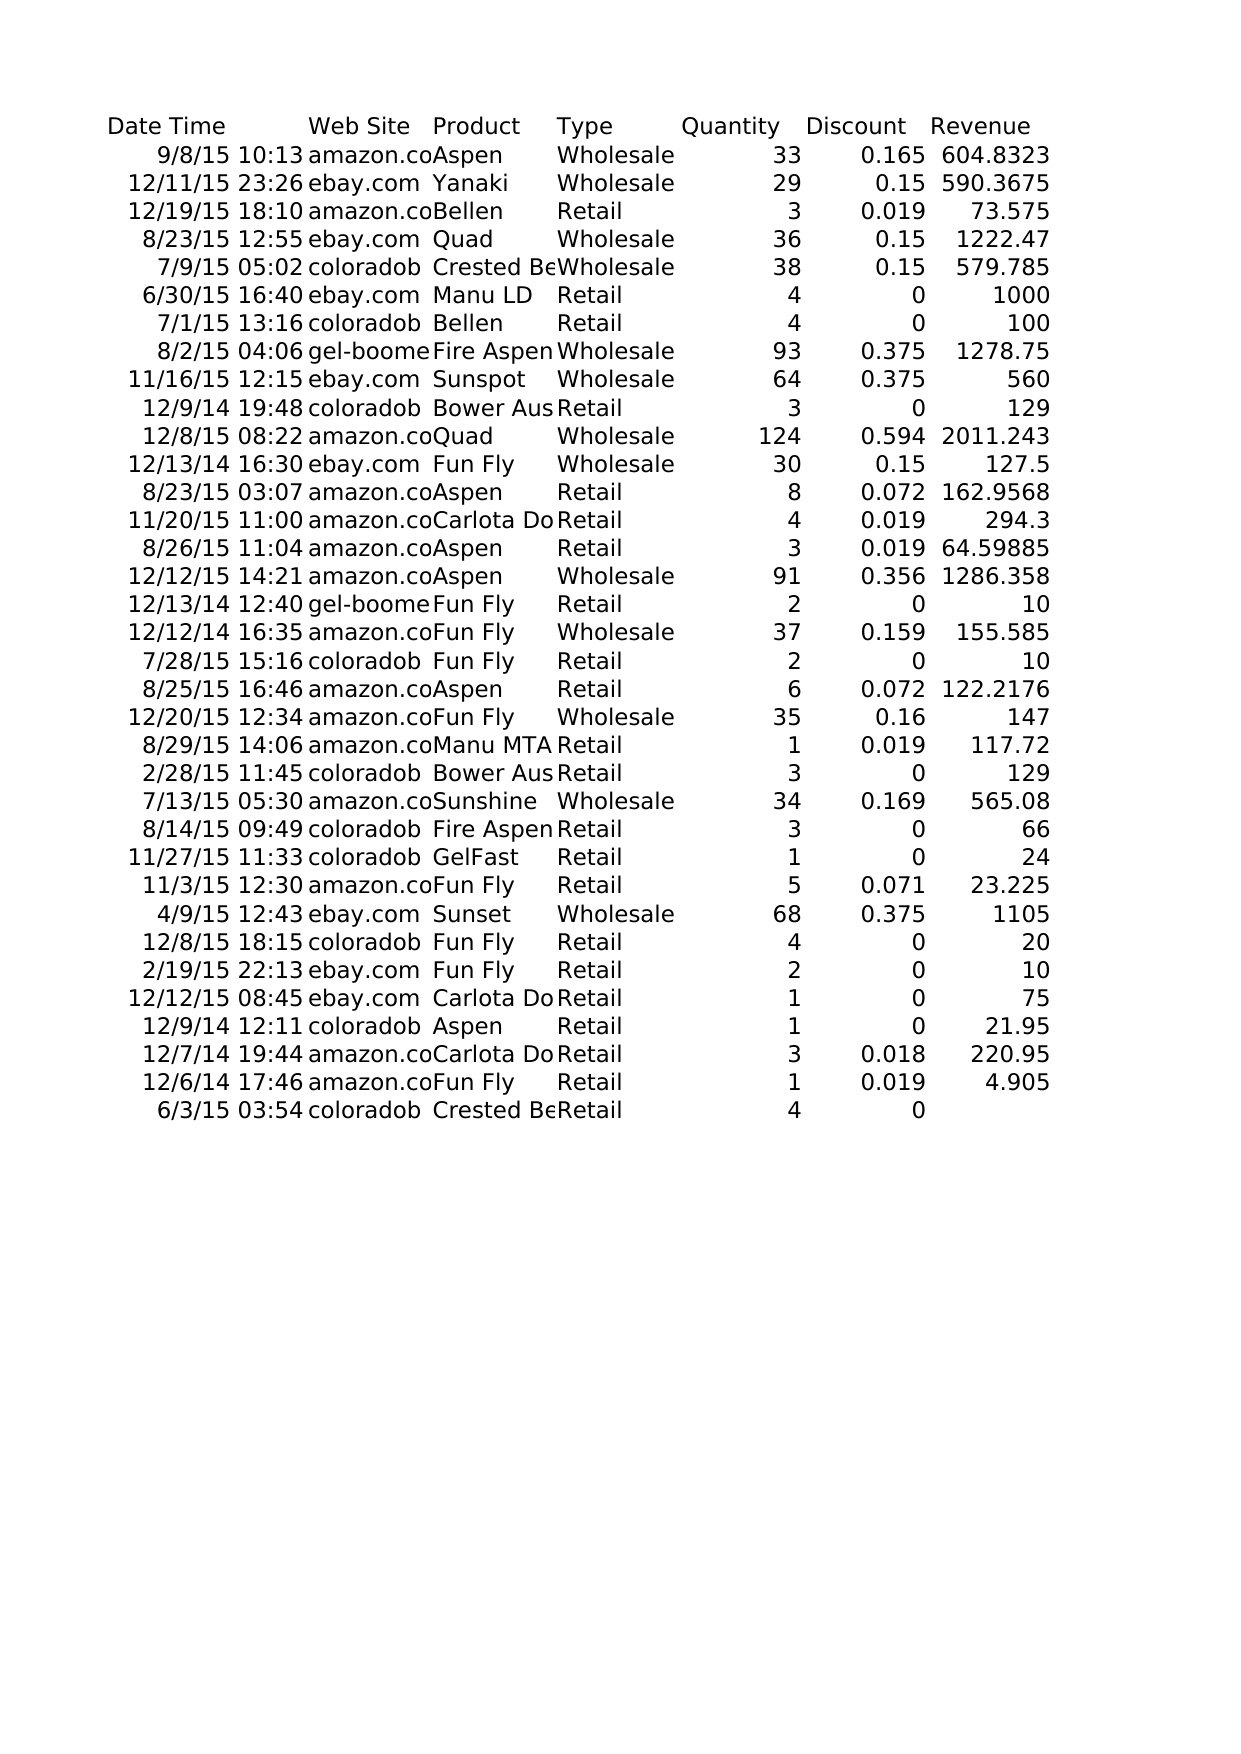 Date Time Web Site Product Type Quantity Discount Revenue
9/8/15 10:13 amazon.co Aspen Wholesale 33 0.165 604.8323
12/11/15 23:26 ebay.com Yanaki Wholesale 29 0.15 590.3675
12/19/15 18:10 amazon.co Bellen Retail 3 0.019 73.575
8/23/15 12:55 ebay.com Quad Wholesale 36 0.15 1222.47
7/9/15 05:02 coloradob Crested Be Wholesale 38 0.15 579.785
6/30/15 16:40 ebay.com Manu LD Retail 4 0 1000
7/1/15 13:16 coloradob Bellen Retail 4 0 100
8/2/15 04:06 gel-boome Fire Aspen Wholesale 93 0.375 1278.75
11/16/15 12:15 ebay.com Sunspot Wholesale 64 0.375 560
12/9/14 19:48 coloradob Bower Aus Retail 3 0 129
12/8/15 08:22 amazon.co Quad Wholesale 124 0.594 2011.243
12/13/14 16:30 ebay.com Fun Fly Wholesale 30 0.15 127.5
8/23/15 03:07 amazon.co Aspen Retail 8 0.072 162.9568
11/20/15 11:00 amazon.co Carlota Do Retail 4 0.019 294.3
8/26/15 11:04 amazon.co Aspen Retail 3 0.019 64.59885
12/12/15 14:21 amazon.co Aspen Wholesale 91 0.356 1286.358
12/13/14 12:40 gel-boome Fun Fly Retail 2 0 10
12/12/14 16:35 amazon.co Fun Fly Wholesale 37 0.159 155.585
7/28/15 15:16 coloradob Fun Fly Retail 2 0 10
8/25/15 16:46 amazon.co Aspen Retail 6 0.072 122.2176
12/20/15 12:34 amazon.co Fun Fly Wholesale 35 0.16 147
8/29/15 14:06 amazon.co Manu MTA Retail 1 0.019 117.72
2/28/15 11:45 coloradob Bower Aus Retail 3 0 129
7/13/15 05:30 amazon.co Sunshine Wholesale 34 0.169 565.08
8/14/15 09:49 coloradob Fire Aspen Retail 3 0 66
11/27/15 11:33 coloradob GelFast Retail 1 0 24
11/3/15 12:30 amazon.co Fun Fly Retail 5 0.071 23.225
4/9/15 12:43 ebay.com Sunset Wholesale 68 0.375 1105
12/8/15 18:15 coloradob Fun Fly Retail 4 0 20
2/19/15 22:13 ebay.com Fun Fly Retail 2 0 10
12/12/15 08:45 ebay.com Carlota Do Retail 1 0 75
12/9/14 12:11 coloradob Aspen Retail 1 0 21.95
12/7/14 19:44 amazon.co Carlota Do Retail 3 0.018 220.95
12/6/14 17:46 amazon.co Fun Fly Retail 1 0.019 4.905
6/3/15 03:54 coloradob Crested Be Retail 4 0